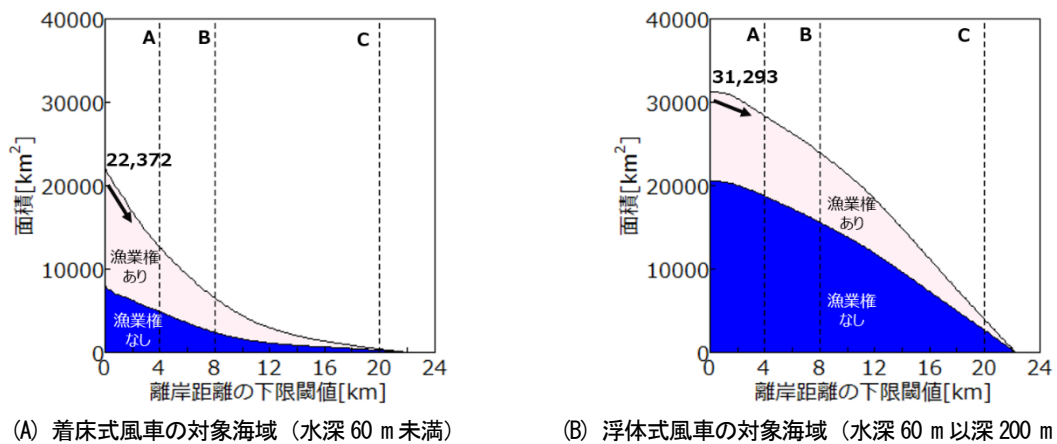 面積[km²]
40000
30000
20000
10000
0
A
B
C
22,372
漁業権
あり
漁業権
なし
0 4 8 12 16 20 24
離岸距離の下限閾値[km]
(A) 着床式風車の対象海域（水深 60 m 未満）
面積[km²]
40000
30000
20000
10000
0
A
B
C
31,293
漁業権
あり
漁業権
なし
0 4 8 12 16 20 24
離岸距離の下限閾値[km]
(B) 浮体式風車の対象海域（水深 60 m 以深 200 m